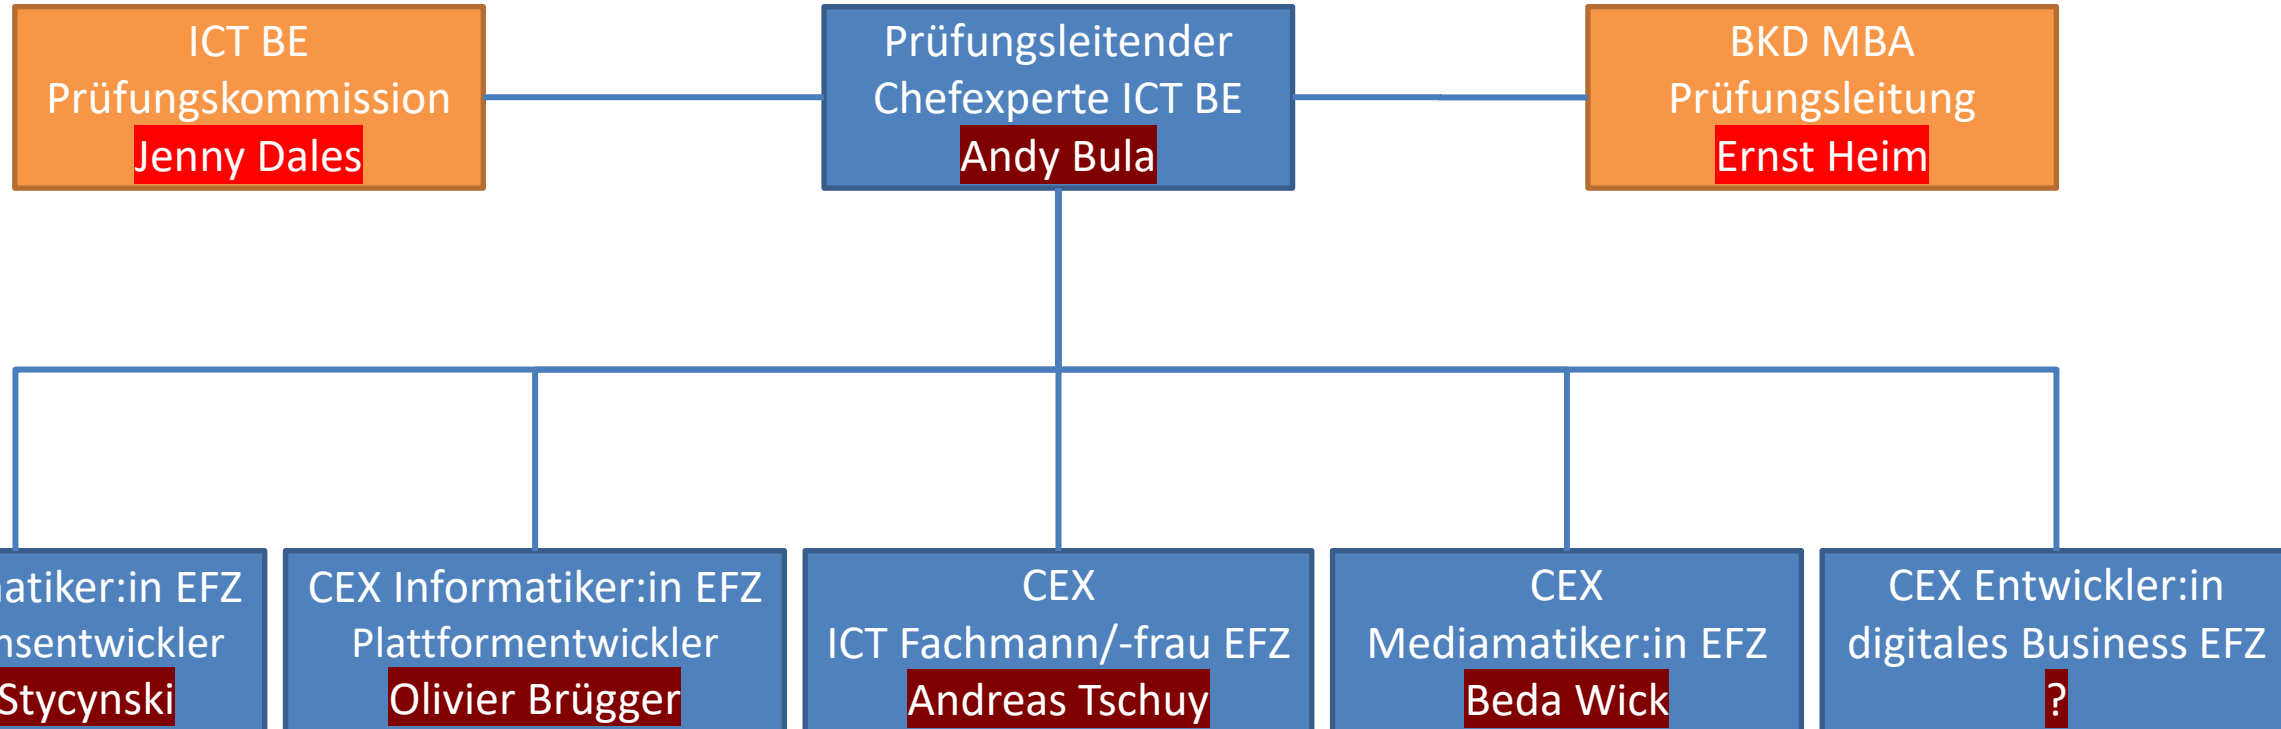 ICT BE
Prüfungskommission
Jenny Dales
Prüfungsleitender
Chefexperte ICT BE
Andy Bula
BKD MBA
Prüfungsleitung
Ernst Heim
atiker:in EFZ
nsentwickler
Stycynski
CEX Informatiker:in EFZ
Plattformentwickler
Olivier Brügger
CEX
ICT Fachmann/-frau EFZ
Andreas Tschuy
CEX
Mediamatiker:in EFZ
Beda Wick
CEX Entwickler:in
digitales Business EFZ
?